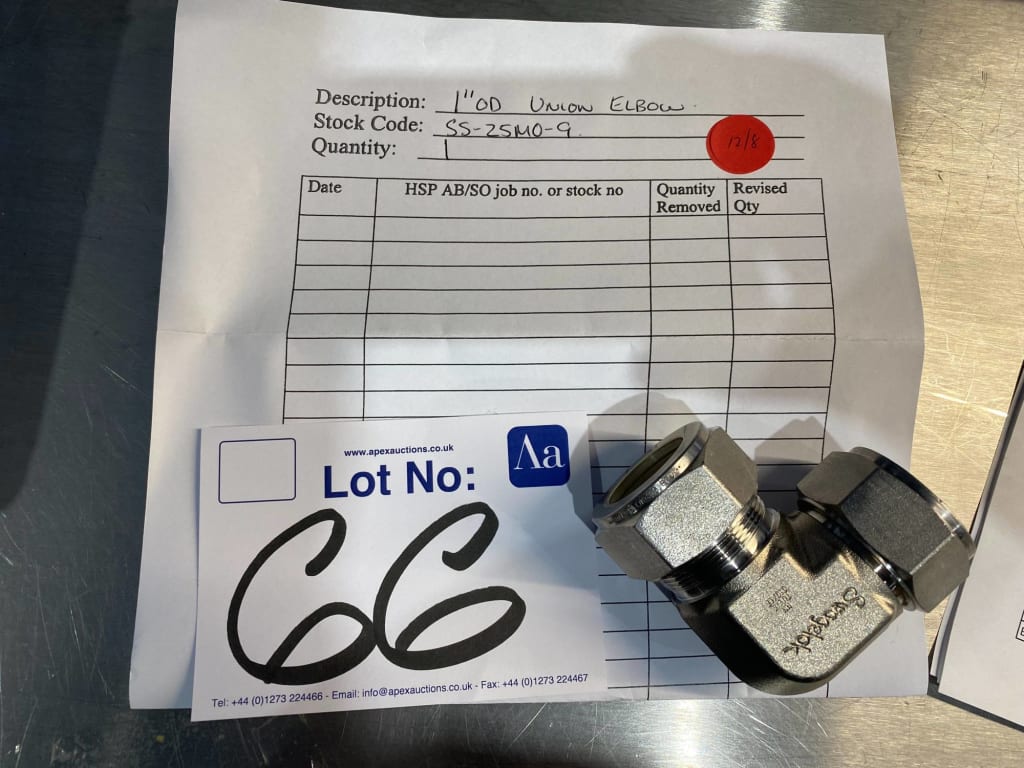 Description: 1" OD UNION ELBOW.
Stock Code: SS-25M0-9.
Quantity: 1
12/8
Date HSP AB/SO job no. or stock no Quantity Removed Revised Qty
www.apexauctions.co.uk
Aa
Lot No:
66
Tel: +44 (0)1273 224466 - Email: info@apexauctions.co.uk - Fax: +44 (0)1273 224467
Swagelok